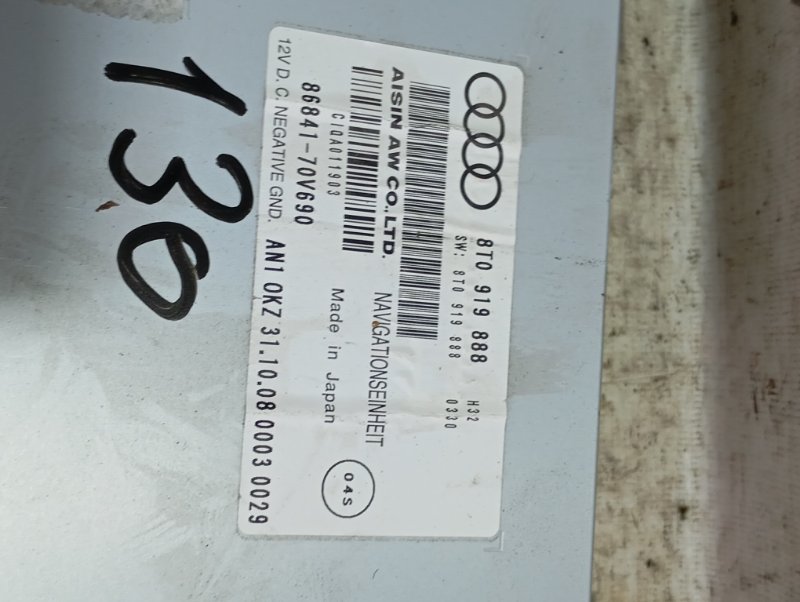 8T0 919 888 H32
SW: 8T0 919 888 0330
AISIN AW CO., LTD. NAVIGATIONSEINHEIT
C1QA011903 Made in Japan
86841-70V690
04S
12V D. C. NEGATIVE GND. AN1 0KZ 31.10.08 0003 0029
130